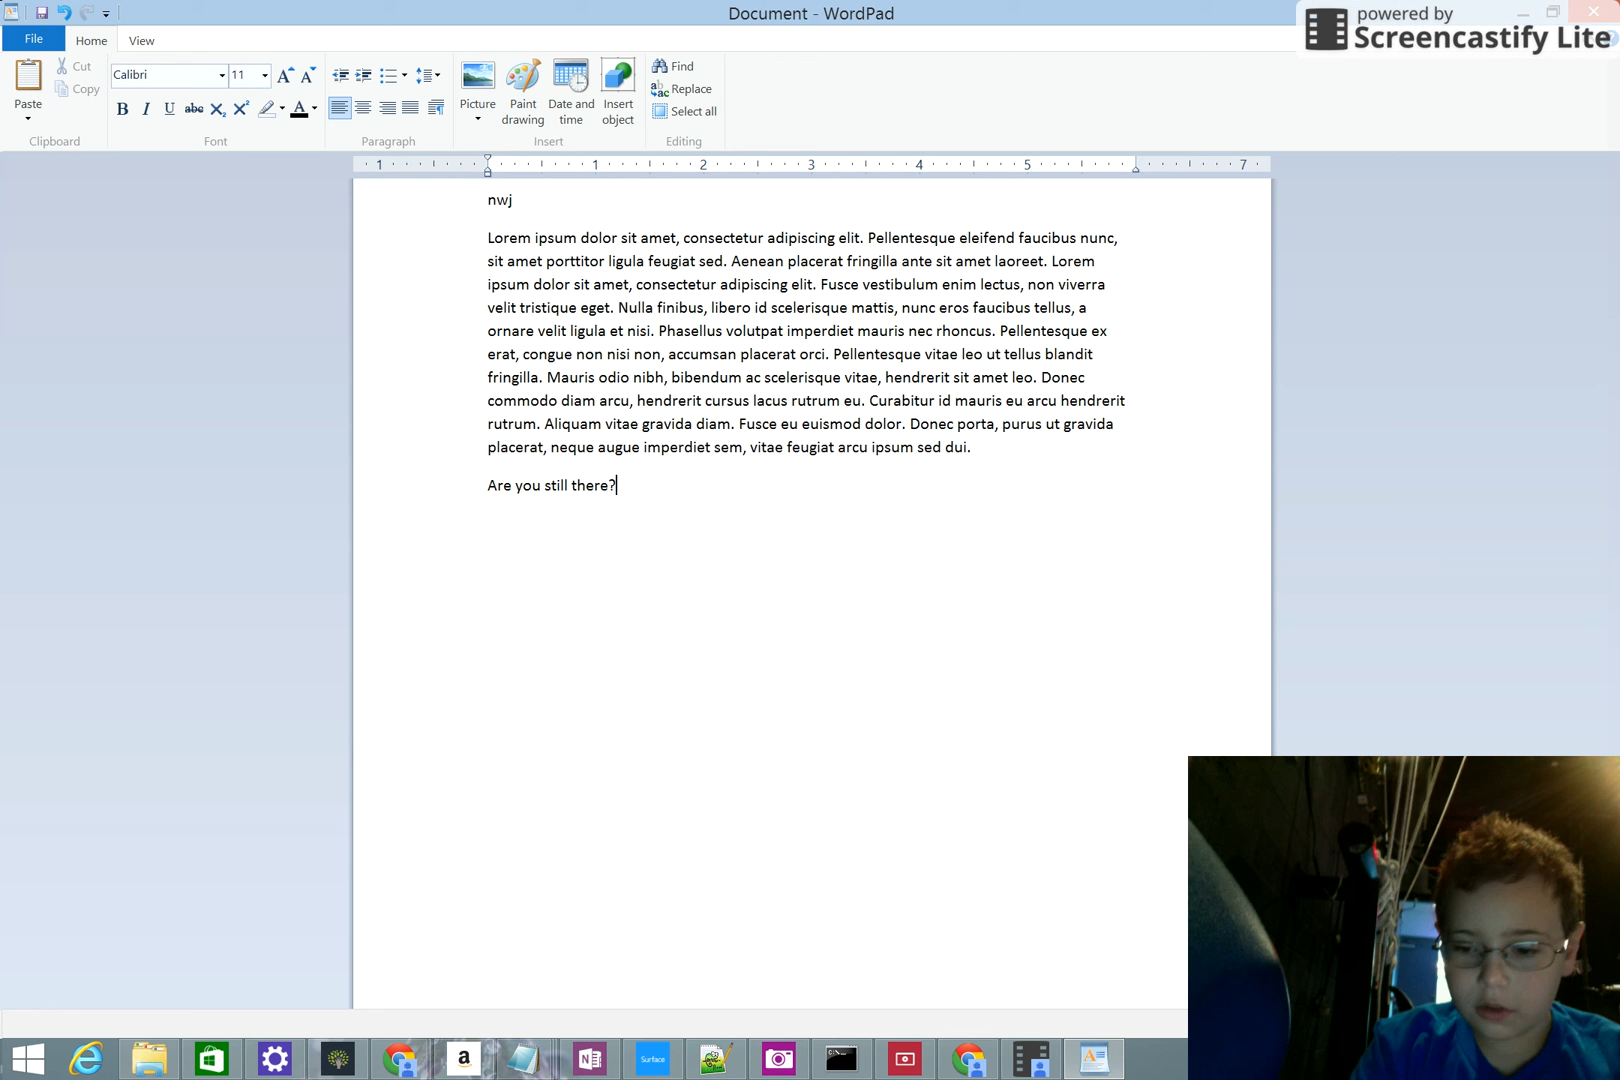 Document - WordPad
powered by
Screencastify Lite
File
Home
View
Paste
Cut
Copy
Clipboard
Calibri
11
Font
Paragraph
Picture
Paint
drawing
Date and
time
Insert
object
Insert
Find
Replace
Select all
Editing
1 1 2 3 4 5 7
nwj
Lorem ipsum dolor sit amet, consectetur adipiscing elit. Pellentesque eleifend faucibus nunc,
sit amet porttitor ligula feugiat sed. Aenean placerat fringilla ante sit amet laoreet. Lorem
ipsum dolor sit amet, consectetur adipiscing elit. Fusce vestibulum enim lectus, non viverra
velit tristique eget. Nulla finibus, libero id scelerisque mattis, nunc eros faucibus tellus, a
ornare velit ligula et nisi. Phasellus volutpat imperdiet mauris nec rhoncus. Pellentesque ex
erat, congue non nisi non, accumsan placerat orci. Pellentesque vitae leo ut tellus blandit
fringilla. Mauris odio nibh, bibendum ac scelerisque vitae, hendrerit sit amet leo. Donec
commodo diam arcu, hendrerit cursus lacus rutrum eu. Curabitur id mauris eu arcu hendrerit
rutrum. Aliquam vitae gravida diam. Fusce eu euismod dolor. Donec porta, purus ut gravida
placerat, neque augue imperdiet sem, vitae feugiat arcu ipsum sed dui.
Are you still there?
Surface